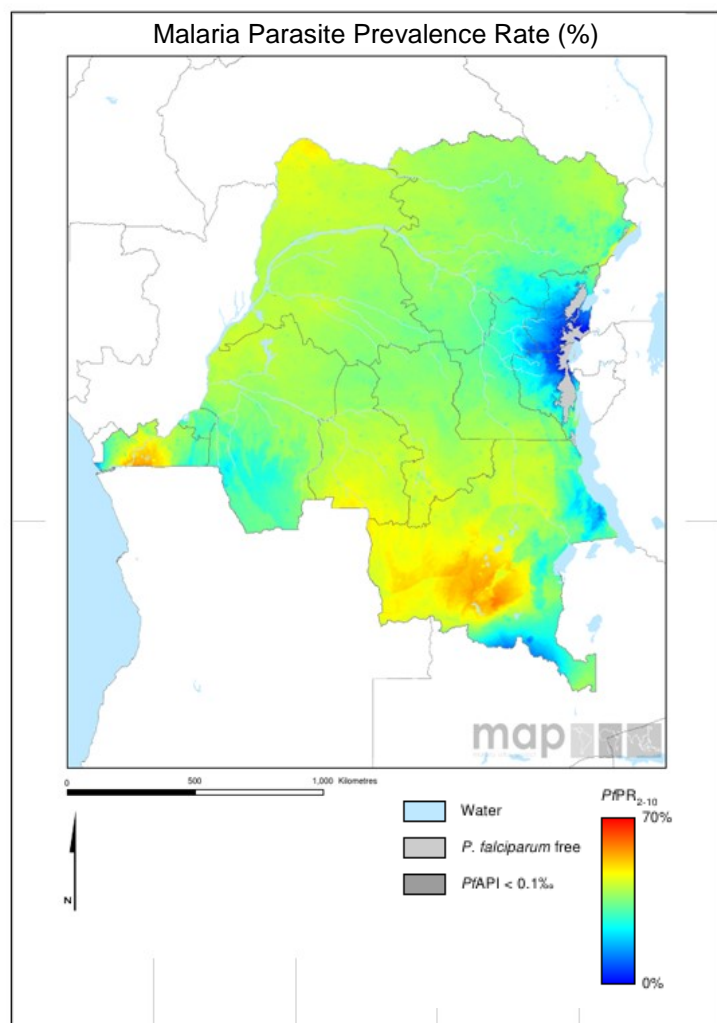 Malaria Parasite Prevalence Rate (%)
map
0 500 1,000 Kilometres
N
Water
P. falciparum free
PfAPI < 0.1‰
PfPR2-10
70%
0%